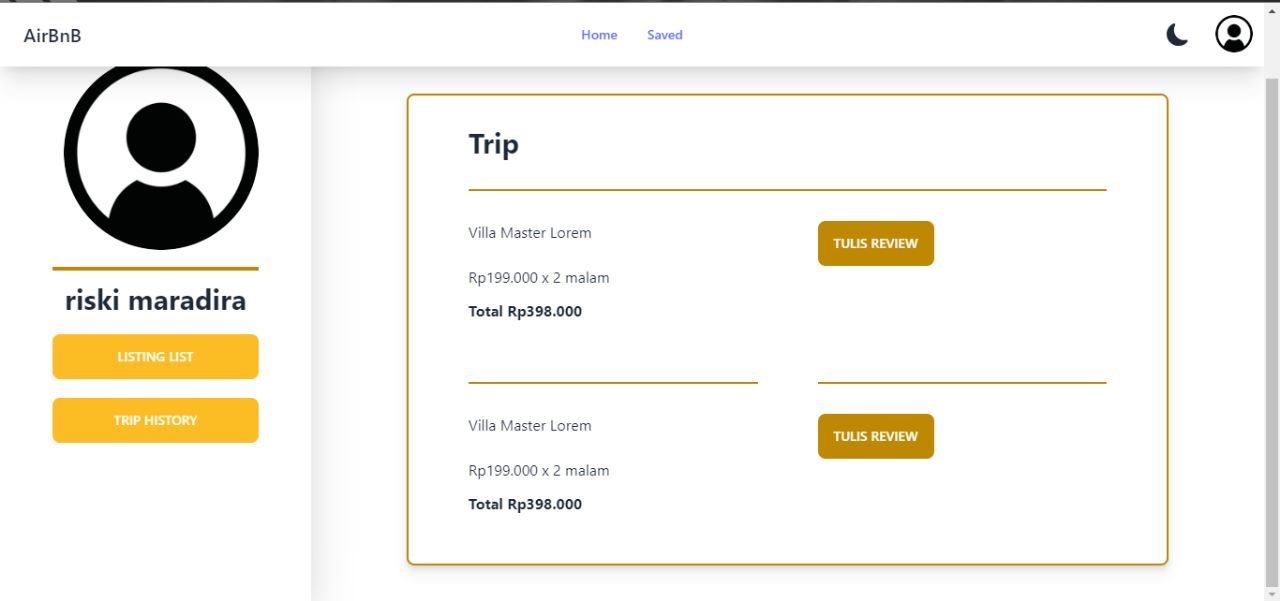 AirBnB
Home
Saved
riski maradira
LISTING LIST
TRIP HISTORY
Trip
Villa Master Lorem
TULIS REVIEW
Rp199.000 x 2 malam
Total Rp398.000
Villa Master Lorem
TULIS REVIEW
Rp199.000 x 2 malam
Total Rp398.000